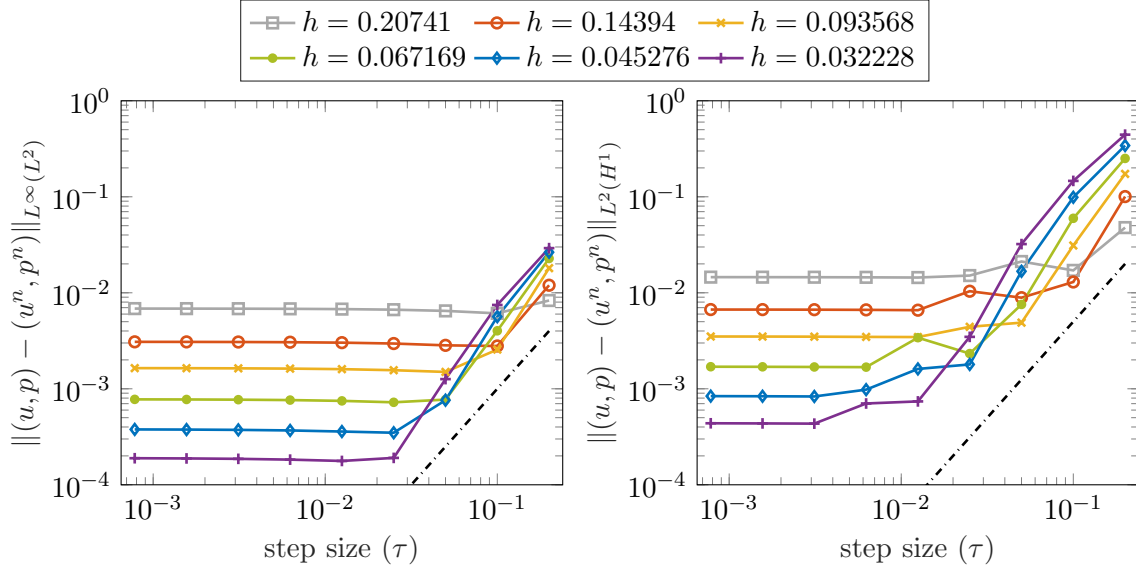 h = 0.20741 h = 0.14394 h = 0.093568
h = 0.067169 h = 0.045276 h = 0.032228
10^0
10^{-1}
10^{-2}
10^{-3}
10^{-4}
‖(u, p) − (u^n, p^n)‖_{L^∞(L^2)}
10^{-3} 10^{-2} 10^{-1}
step size (τ)
10^0
10^{-1}
10^{-2}
10^{-3}
10^{-4}
‖(u, p) − (u^n, p^n)‖_{L^2(H^1)}
10^{-3} 10^{-2} 10^{-1}
step size (τ)